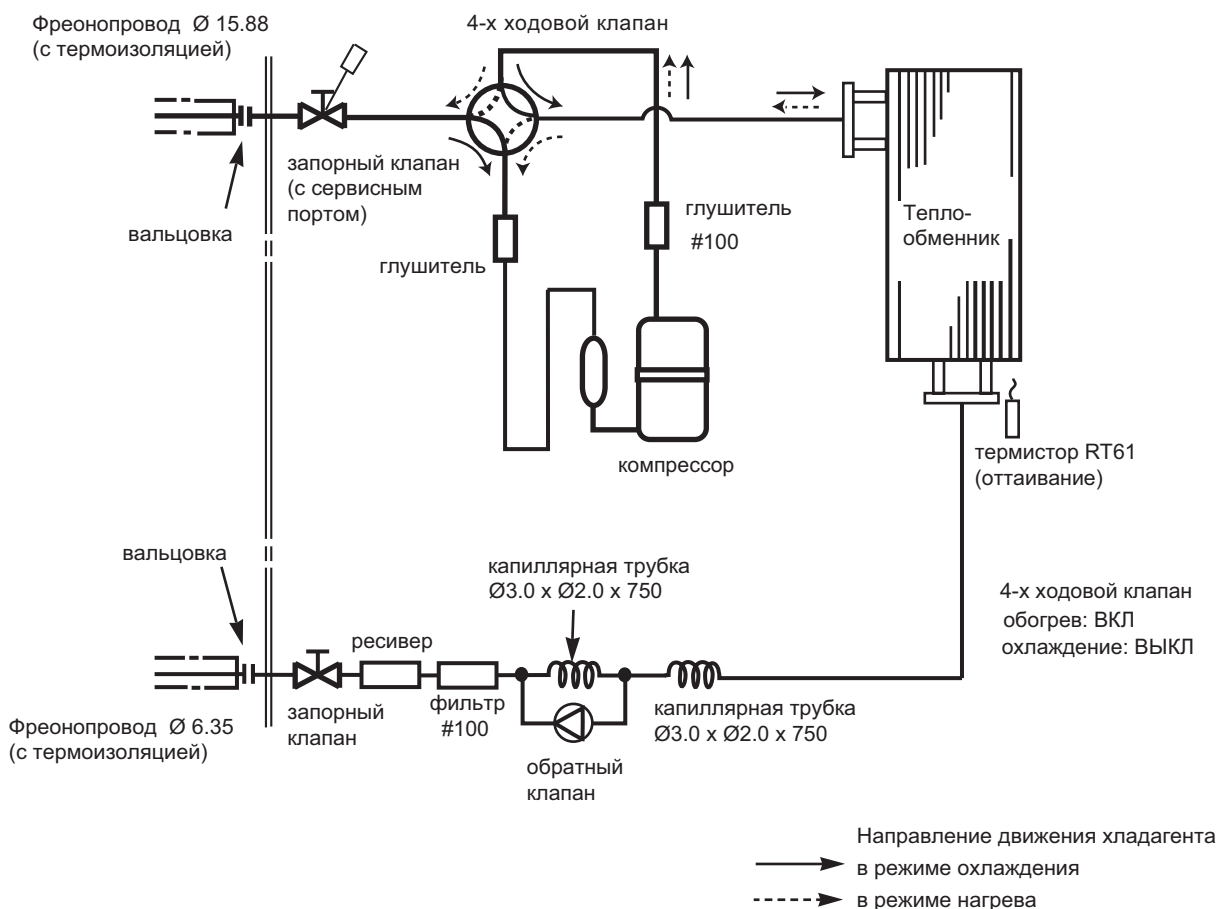 Фреонопровод Ø 15.88
(с термоизоляцией)
4-х ходовой клапан
запорный клапан
(с сервисным
портом)
вальцовка
глушитель
глушитель
#100
Тепло-
обменник
компрессор
термистор RT61
(оттаивание)
вальцовка
капиллярная трубка
Ø3.0 x Ø2.0 x 750
4-х ходовой клапан
обогрев: ВКЛ
охлаждение: ВЫКЛ
ресивер
Фреонопровод Ø 6.35
(с термоизоляцией)
запорный
клапан
фильтр
#100
капиллярная трубка
Ø3.0 x Ø2.0 x 750
обратный
клапан
Направление движения хладагента
в режиме охлаждения
в режиме нагрева